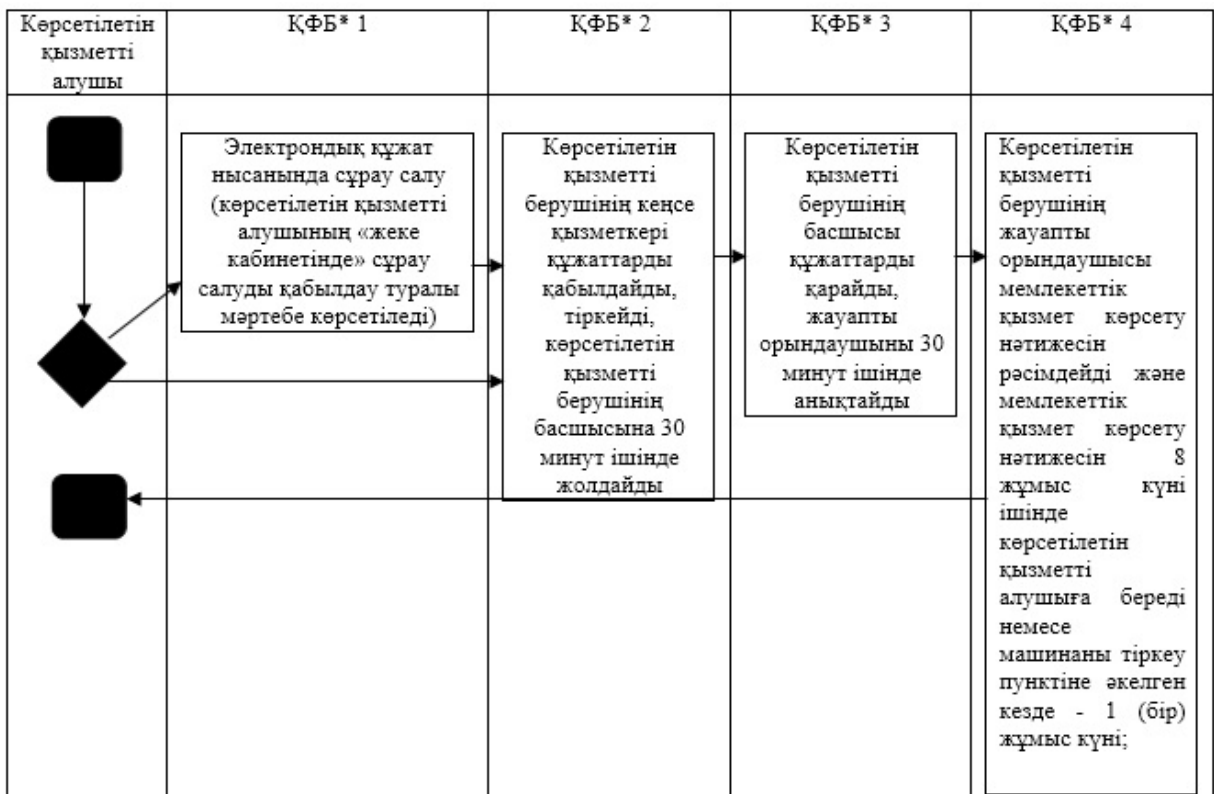 Көрсетілетін
қызметті
алушы
ҚФБ* 1
ҚФБ* 2
ҚФБ* 3
ҚФБ* 4
Электрондық құжат
нысанында сұрау салу
(көрсетілетін қызметті
алушының «жеке
кабинетінде» сұрау
салуды қабылдау туралы
мәртебе көрсетіледі)
Көрсетілетін
қызметті
берушінің кеңсе
қызметкері
құжаттарды
қабылдайды,
тіркейді,
көрсетілетін
қызметті
берушінің
басшысына 30
минут ішінде
жолдайды
Көрсетілетін
қызметті
берушінің
басшысы
құжаттарды
қарайды,
жауапты
орындаушыны 30
минут ішінде
анықтайды
Көрсетілетін
қызметті
берушінің
жауапты
орындаушысы
мемлекеттік
қызмет көрсету
нәтижесін
рәсімдейді және
мемлекеттік
қызмет көрсету
нәтижесін 8
жұмыс күні
ішінде
көрсетілетін
қызметті
алушыға береді
немесе
машинаны тіркеу
пунктіне әкелген
кезде - 1 (бір)
жұмыс күні;